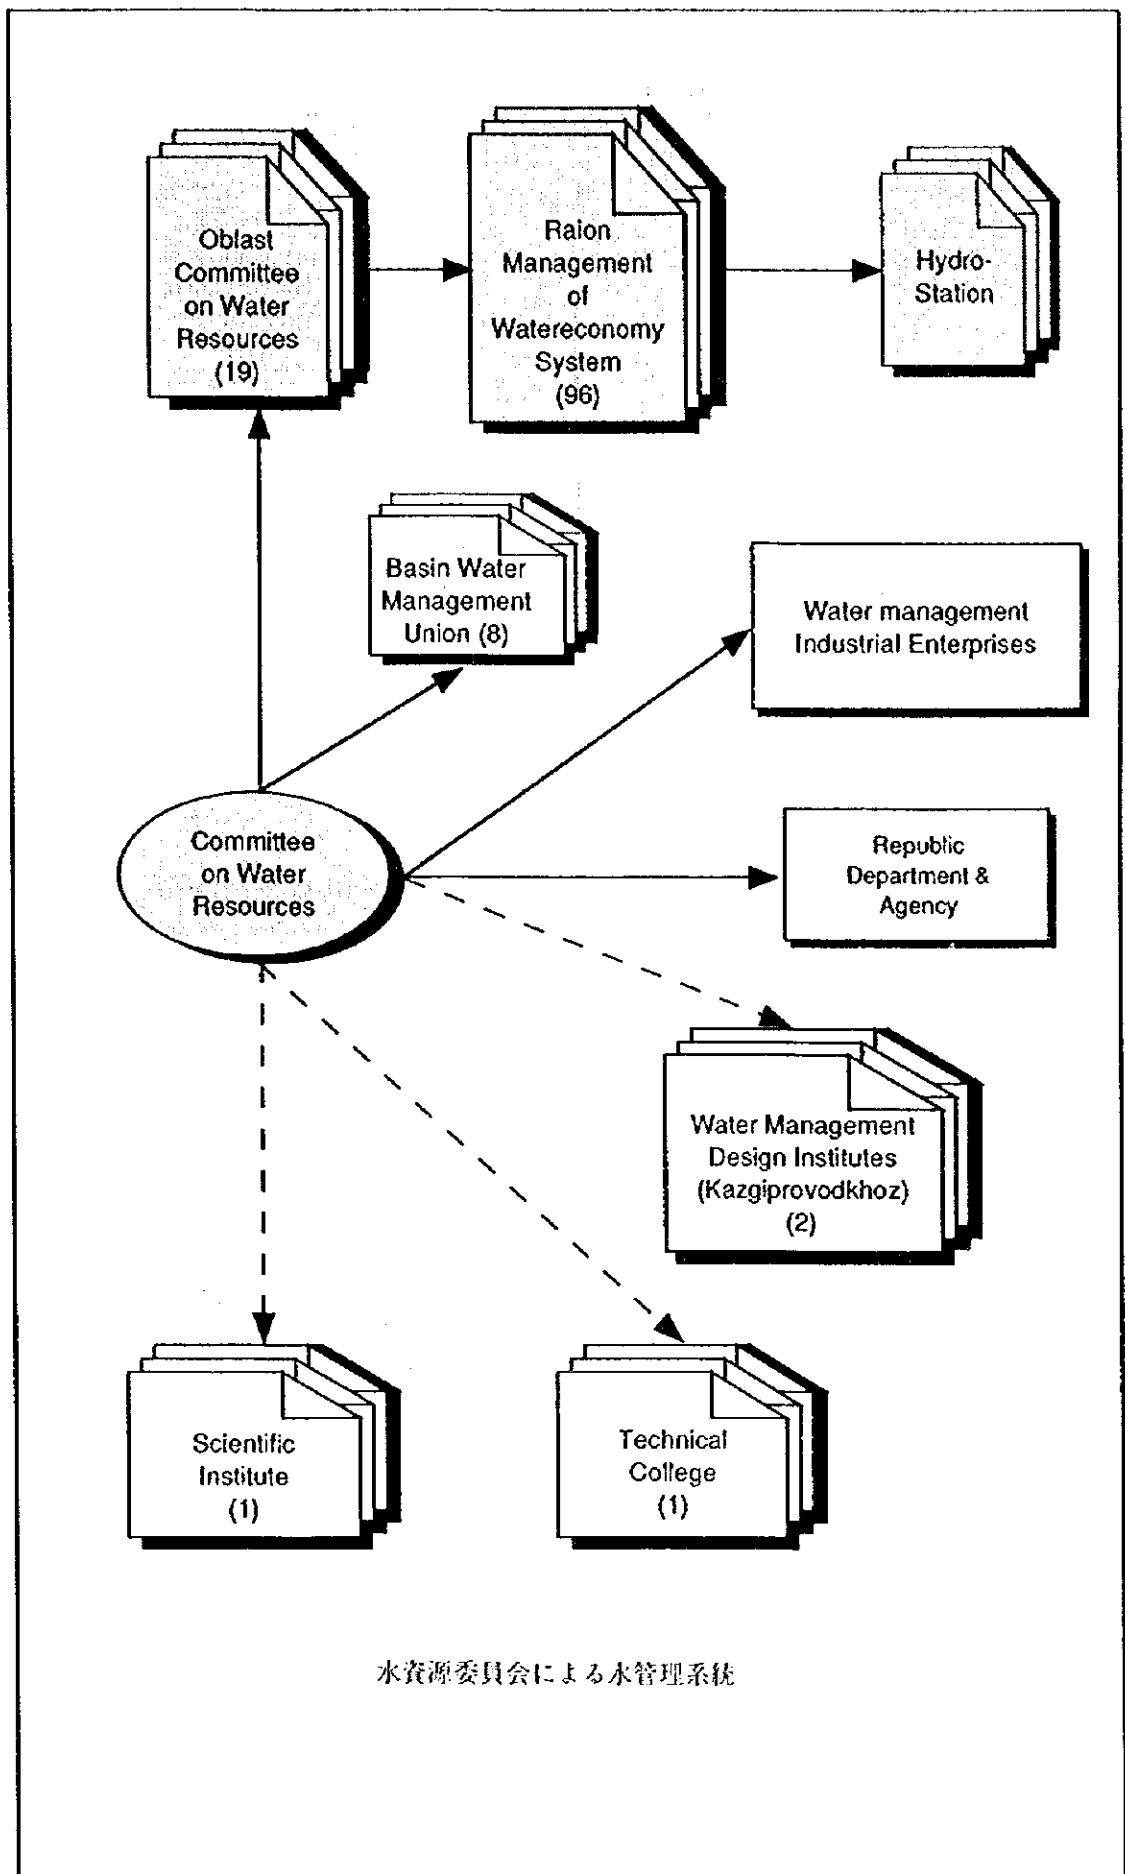 Oblast
Committee
on Water
Resources
(19)
Raion
Management
of
Watereconomy
System
(96)
Hydro-
Station
Basin Water
Management
Union (8)
Water management
Industrial Enterprises
Committee
on Water
Resources
Republic
Department &
Agency
Water Management
Design Institutes
(Kazgiprovodkhoz)
(2)
Scientific
Institute
(1)
Technical
College
(1)
水資源委員会による水管理系統